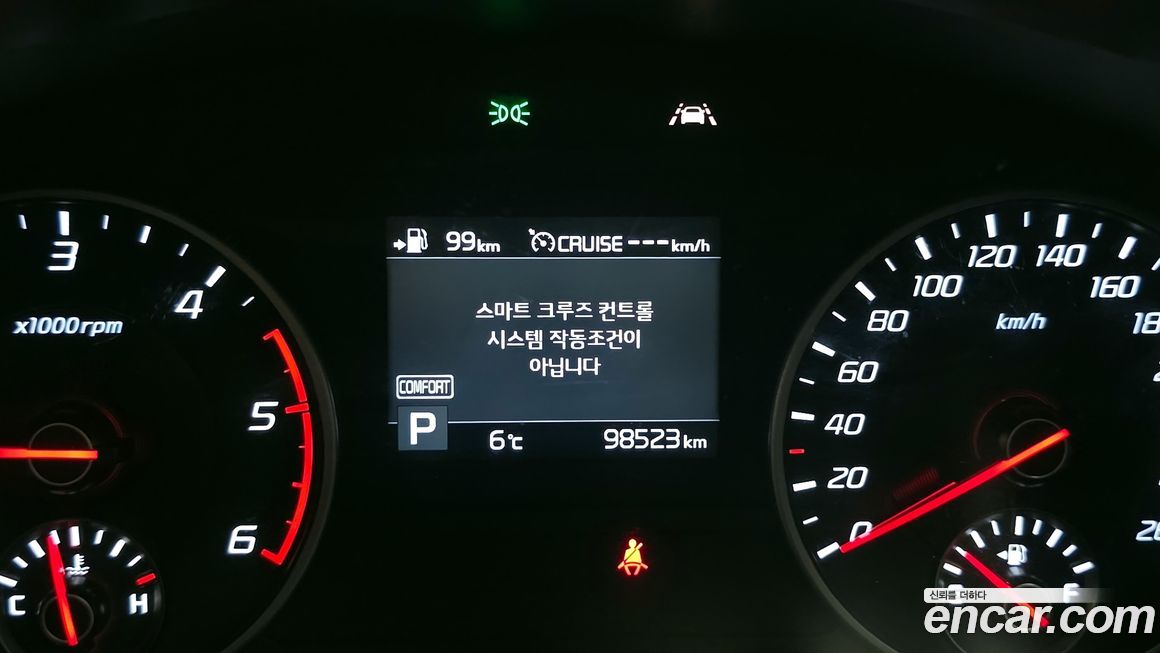 99km CRUISE ---km/h
스마트 크루즈 컨트롤
시스템 작동조건이
아닙니다
COMFORT
P 6℃ 98523km
3
4
x1000rpm
5
6
C H
0
20
40
60
80
100
120
140
160
km/h
F
신뢰를 더하다
encar.com